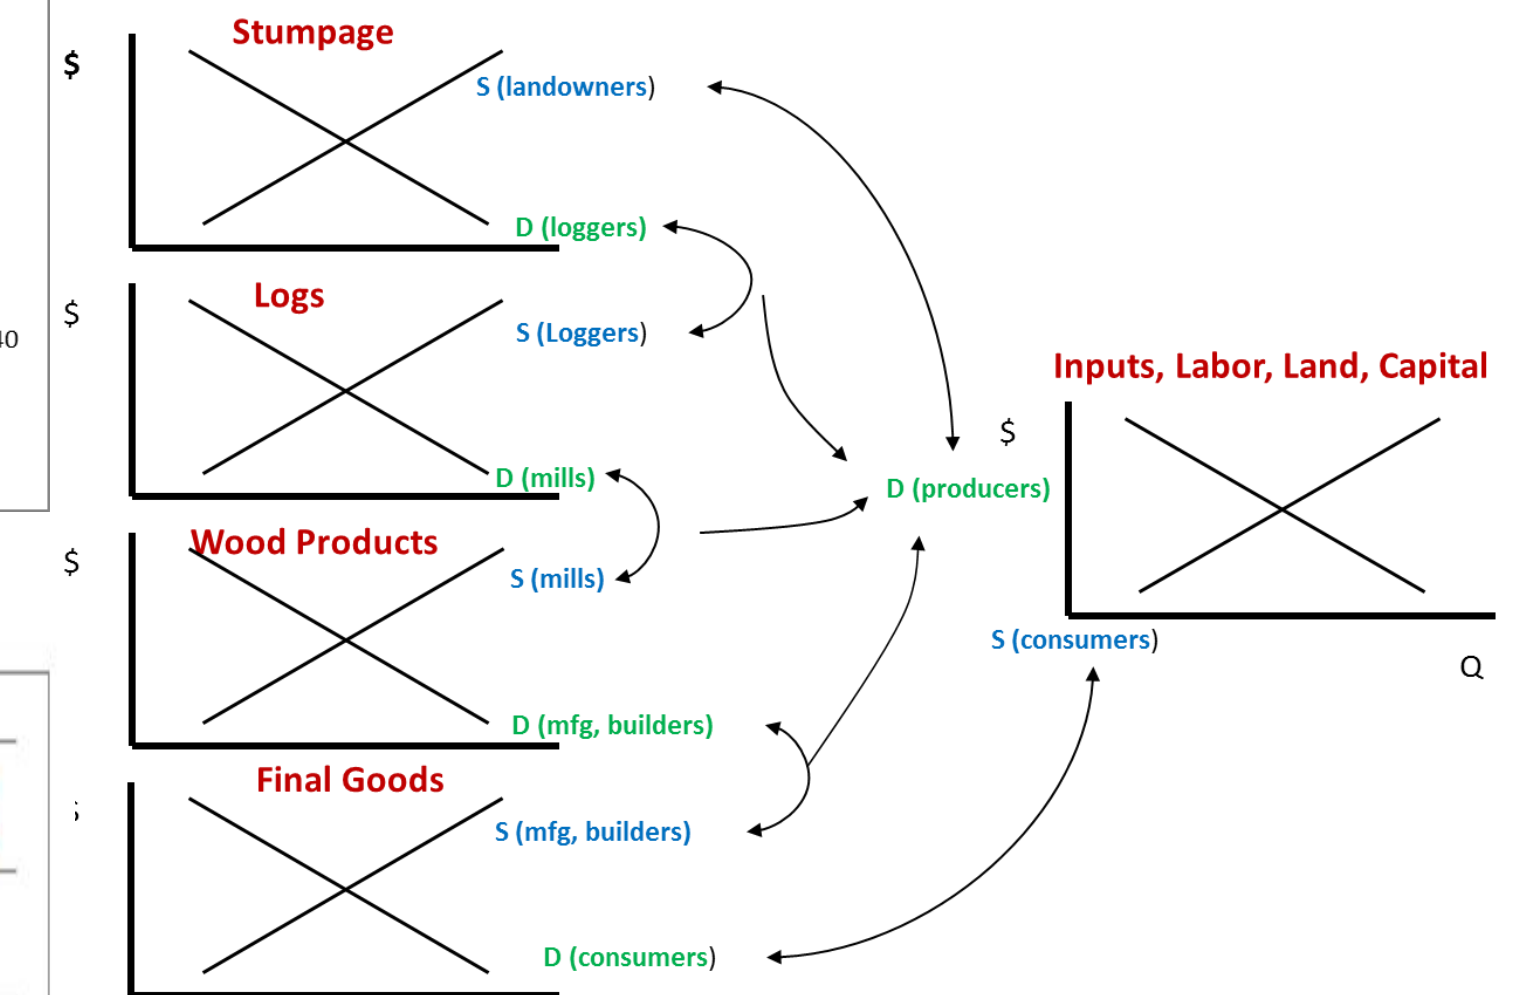 Stumpage
$
S (landowners)
D (loggers)
Logs
$
40
S (Loggers)
D (mills)
Inputs, Labor, Land, Capital
$
D (producers)
Wood Products
$
S (mills)
S (consumers)
Q
D (mfg, builders)
Final Goods
S (mfg, builders)
D (consumers)